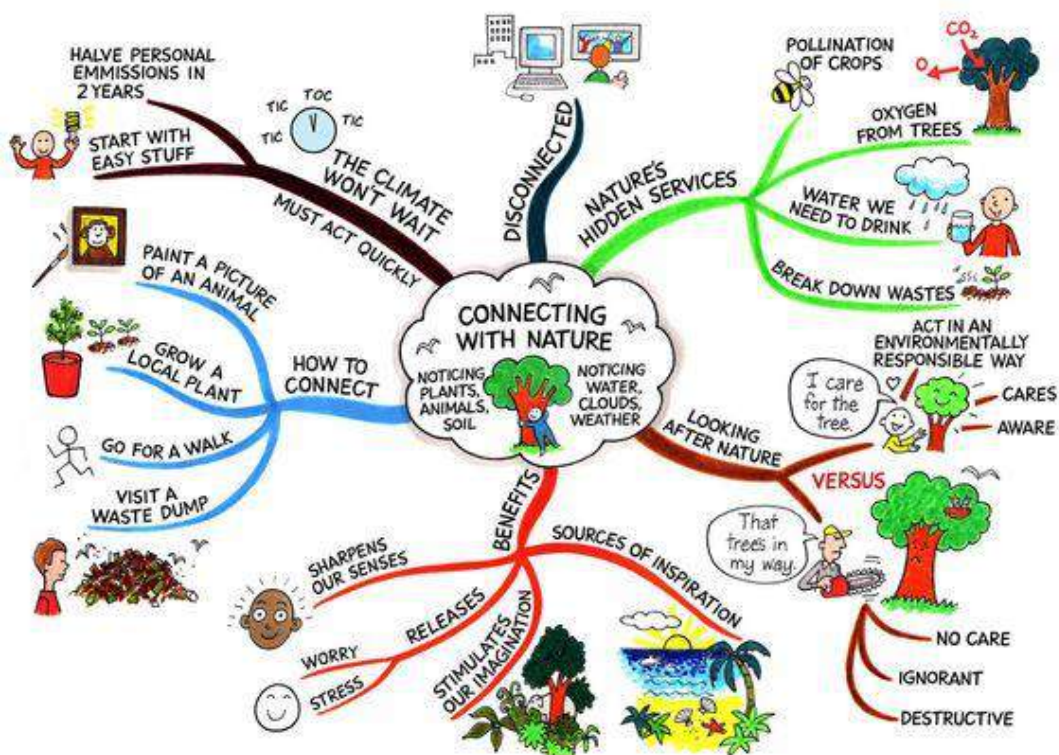 CONNECTING
WITH NATURE
NOTICING
PLANTS,
ANIMALS,
SOIL
NOTICING
WATER,
CLOUDS,
WEATHER
DISCONNECTED
NATURE'S
HIDDEN SERVICES
POLLINATION
OF CROPS
CO₂
O
OXYGEN
FROM TREES
WATER WE
NEED TO DRINK
BREAK DOWN WASTES
LOOKING
AFTER NATURE
ACT IN AN
ENVIRONMENTALLY
RESPONSIBLE WAY
I care
for the
tree.
CARES
AWARE
VERSUS
That
tree's in
my way.
NO CARE
IGNORANT
DESTRUCTIVE
BENEFITS
SOURCES OF INSPIRATION
STIMULATES
OUR IMAGINATION
RELEASES
WORRY
STRESS
SHARPENS
OUR SENSES
HOW TO
CONNECT
VISIT A
WASTE DUMP
GO FOR A WALK
GROW A
LOCAL PLANT
PAINT A PICTURE
OF AN ANIMAL
THE CLIMATE
WON'T WAIT
MUST ACT QUICKLY
TIC
TIC
TOC
TIC
START WITH
EASY STUFF
HALVE PERSONAL
EMMISSIONS IN
2 YEARS